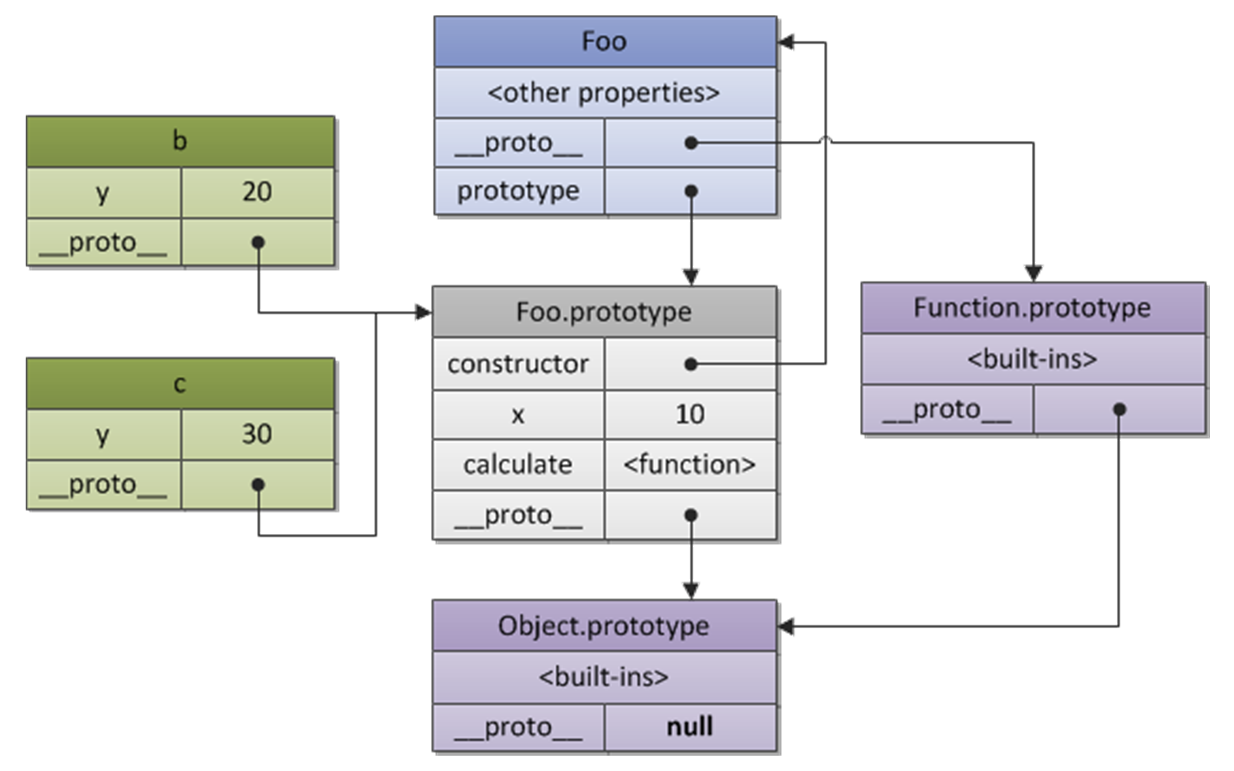 Foo
<other properties>
__proto__
prototype
b
y 20
__proto__
c
y 30
__proto__
Foo.prototype
constructor
x 10
calculate <function>
__proto__
Function.prototype
<built-ins>
__proto__
Object.prototype
<built-ins>
__proto__ null